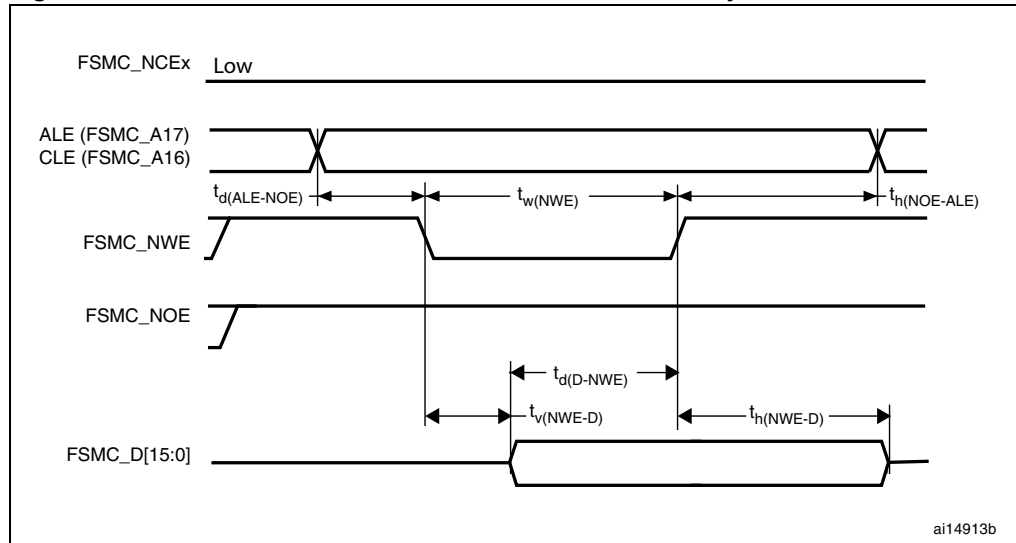 FSMC_NCEx Low
ALE (FSMC_A17)
CLE (FSMC_A16)
td(ALE-NOE) tw(NWE) th(NOE-ALE)
FSMC_NWE
FSMC_NOE
td(D-NWE)
tv(NWE-D) th(NWE-D)
FSMC_D[15:0]
ai14913b